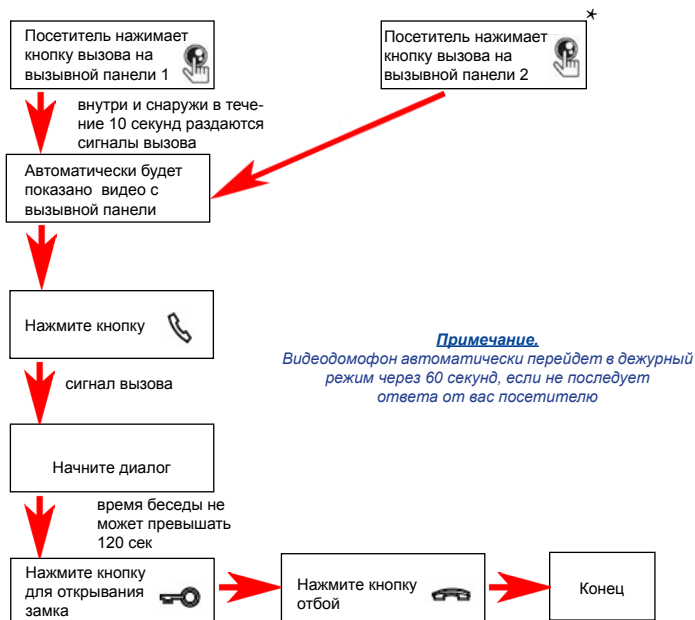 Посетитель нажимает
кнопку вызова на
вызывной панели 1
*
Посетитель нажимает
кнопку вызова на
вызывной панели 2
внутри и снаружи в тече-
ние 10 секунд раздаются
сигналы вызова
Автоматически будет
показано видео с
вызывной панели
Нажмите кнопку
Примечание.
Видеодомофон автоматически перейдет в дежурный
режим через 60 секунд, если не последует
ответа от вас посетителю
сигнал вызова
Начните диалог
время беседы не
может превышать
120 сек
Нажмите кнопку
для открывания
замка
Нажмите кнопку
отбой
Конец